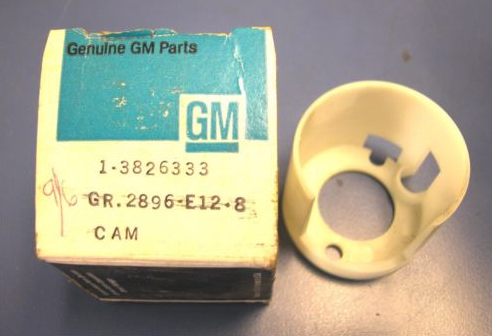 Genuine GM Parts
GM
1-3826333
GR.2896-E12-8
CAM